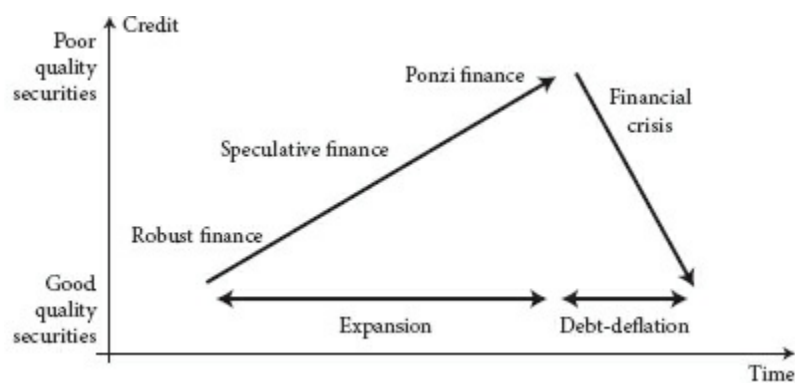 Credit
Poor
quality
securities
Ponzi finance
Financial
crisis
Speculative finance
Robust finance
Good
quality
securities
Expansion
Debt-deflation
Time